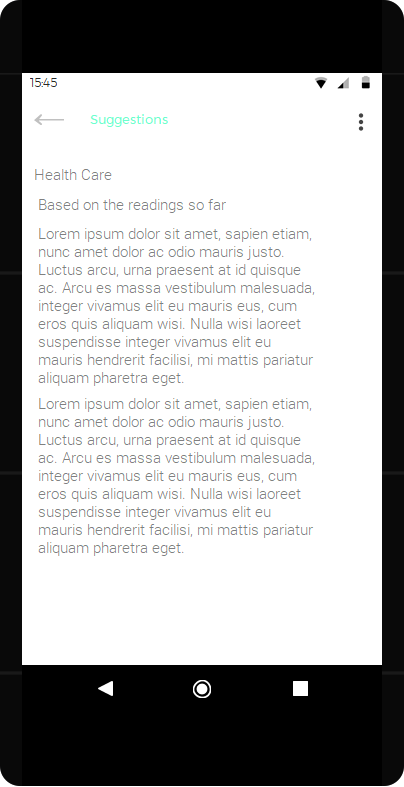 15:45
Suggestions
Health Care
Based on the readings so far
Lorem ipsum dolor sit amet, sapien etiam,
nunc amet dolor ac odio mauris justo.
Luctus arcu, urna praesent at id quisque
ac. Arcu es massa vestibulum malesuada,
integer vivamus elit eu mauris eus, cum
eros quis aliquam wisi. Nulla wisi laoreet
suspendisse integer vivamus elit eu
mauris hendrerit facilisi, mi mattis pariatur
aliquam pharetra eget.
Lorem ipsum dolor sit amet, sapien etiam,
nunc amet dolor ac odio mauris justo.
Luctus arcu, urna praesent at id quisque
ac. Arcu es massa vestibulum malesuada,
integer vivamus elit eu mauris eus, cum
eros quis aliquam wisi. Nulla wisi laoreet
suspendisse integer vivamus elit eu
mauris hendrerit facilisi, mi mattis pariatur
aliquam pharetra eget.